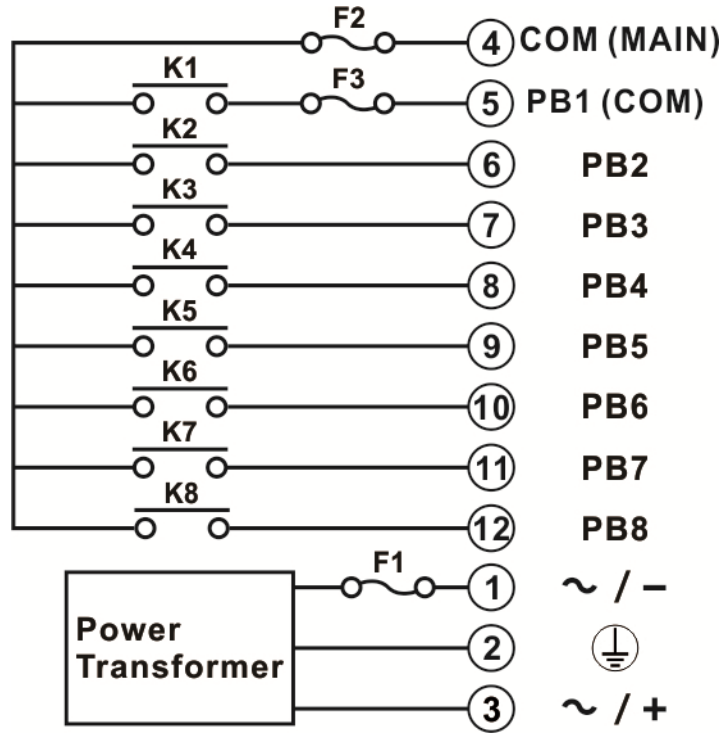 F2
4 COM (MAIN)
K1 F3
5 PB1 (COM)
K2
6 PB2
K3
7 PB3
K4
8 PB4
K5
9 PB5
K6
10 PB6
K7
11 PB7
K8
12 PB8
F1
1 ~ / −
Power
Transformer
2
3 ~ / +